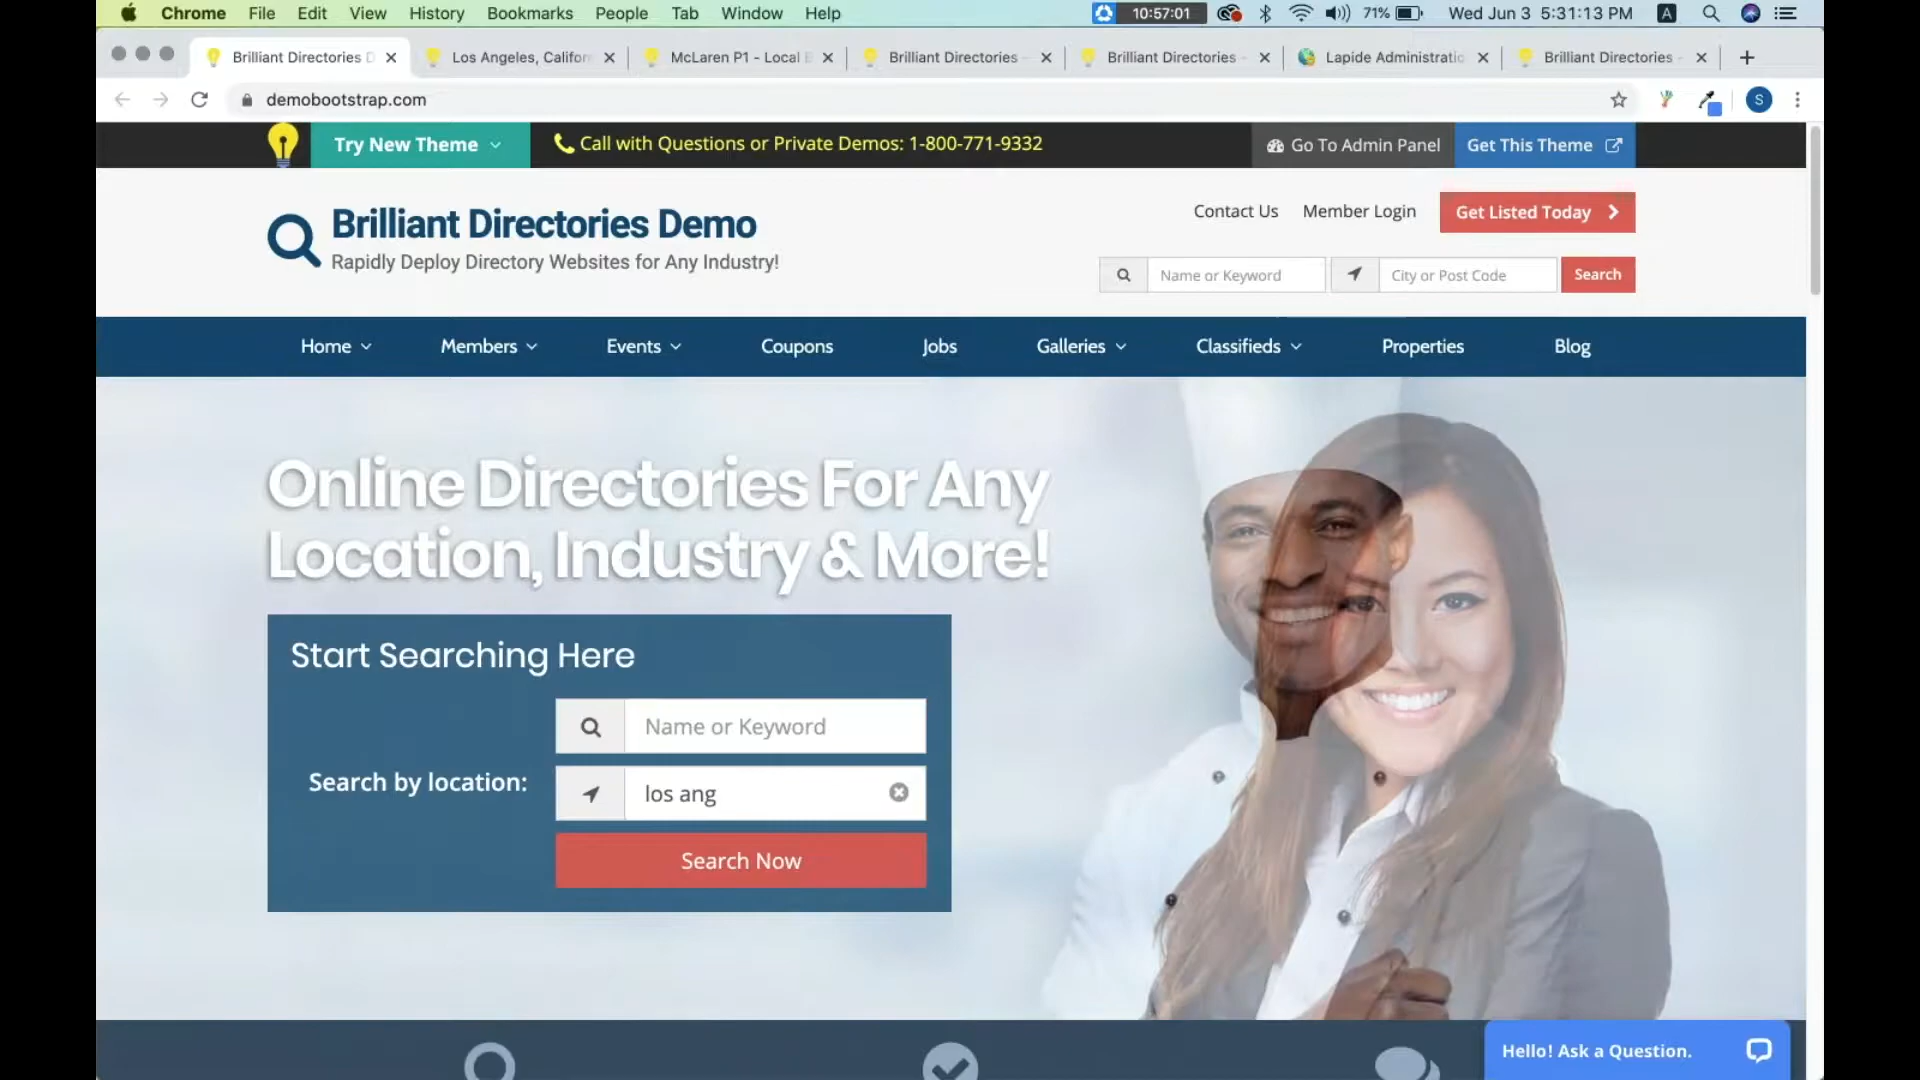 Chrome File Edit View History Bookmarks People Tab Window Help 10:57:01 71% Wed Jun 3 5:31:13 PM A
Brilliant Directories D Los Angeles, Californ McLaren P1 - Local B Brilliant Directories - Brilliant Directories - Lapide Administratio Brilliant Directories -
demobootstrap.com S
Try New Theme Call with Questions or Private Demos: 1-800-771-9332 Go To Admin Panel Get This Theme
Contact Us Member Login Get Listed Today
Brilliant Directories Demo
Rapidly Deploy Directory Websites for Any Industry!
Name or Keyword City or Post Code Search
Home Members Events Coupons Jobs Galleries Classifieds Properties Blog
Online Directories For Any
Location, Industry & More!
Start Searching Here
Name or Keyword
Search by location:
los ang
Search Now
Hello! Ask a Question.